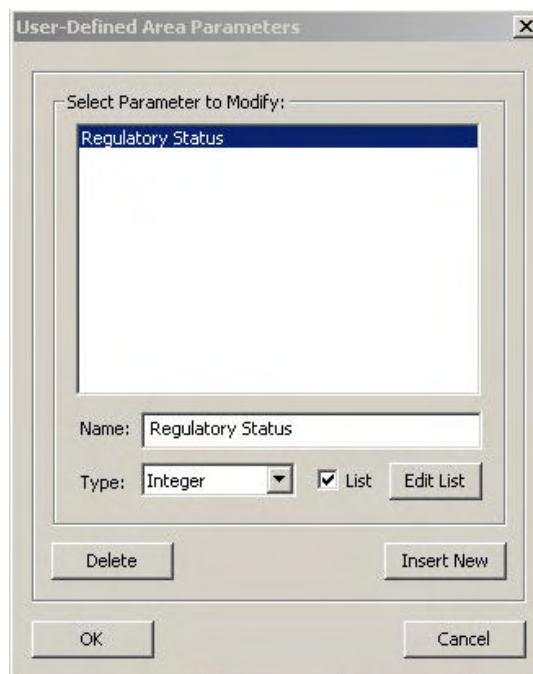 User-Defined Area Parameters
Select Parameter to Modify:
Regulatory Status
Name: Regulatory Status
Type: Integer List Edit List
Delete Insert New
OK Cancel